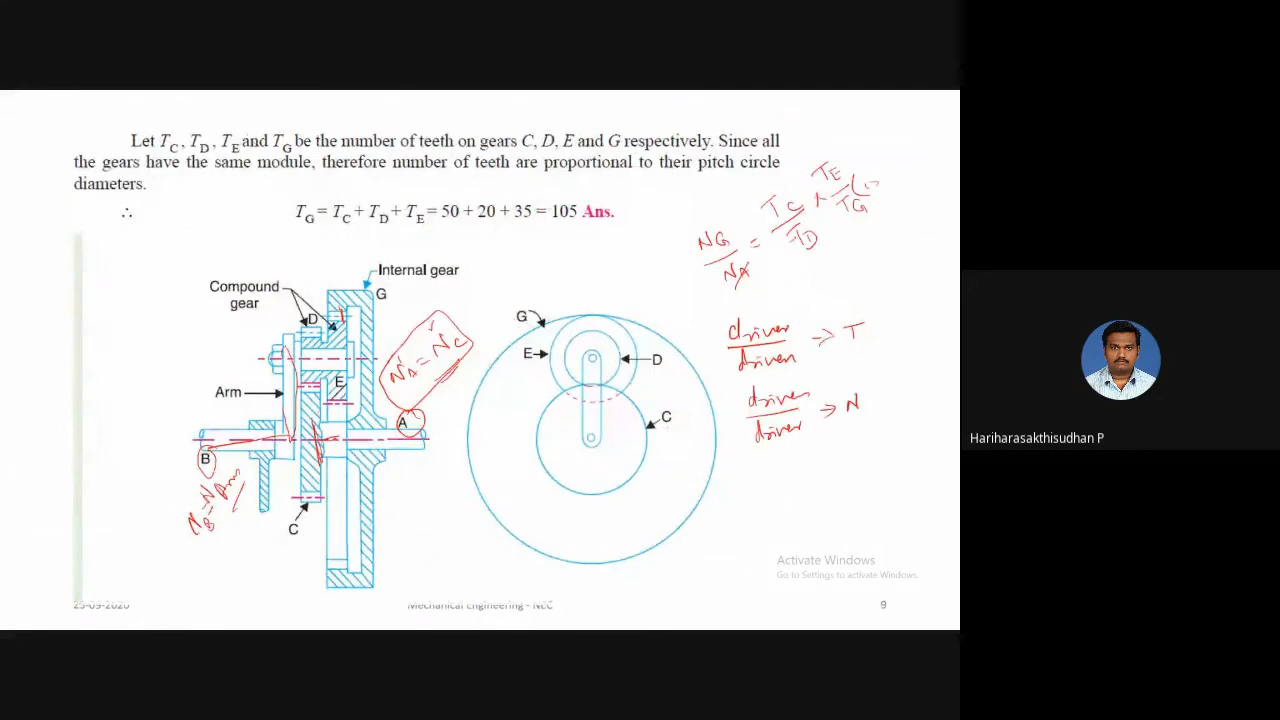 Let T_C, T_D, T_E and T_G be the number of teeth on gears C, D, E and G respectively. Since all
the gears have the same module, therefore number of teeth are proportional to their pitch circle
diameters.
∴ T_G = T_C + T_D + T_E = 50 + 20 + 35 = 105 Ans.
NG/NA = TC/TD × TE/TG
Internal gear
G
Compound
gear
D
E
Arm
NA = NC
A
B
NB = NArm
C
G
E
D
C
driver/driven => T
driven/driver => N
Hariharasakthisudhan P
Activate Windows
Go to Settings to activate Windows.
23-09-2020
Mechanical Engineering - NEC
9